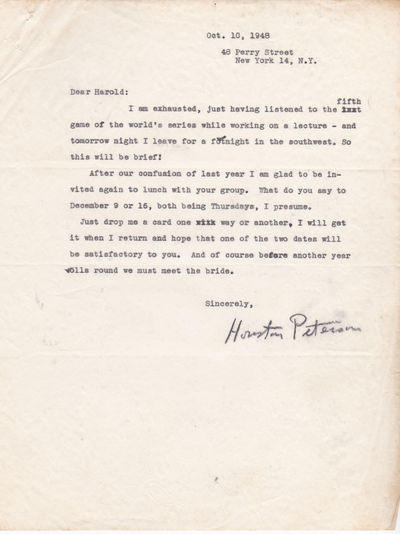 Oct. 10, 1948
48 Perry Street
New York 14, N.Y.
Dear Harold:
fifth
I am exhausted, just having listened to the
game of the world's series while working on a lecture - and
tomorrow night I leave for a fotnight in the southwest. So
this will be brief!
After our confusion of last year I am glad to be in-
vited again to lunch with your group. What do you say to
December 9 or 16, both being Thursdays, I presume.
Just drop me a card one way or another, I will get
it when I return and hope that one of the two dates will
be satisfactory to you. And of course before another year
rolls round we must meet the bride.
Sincerely,
Houston Peterson